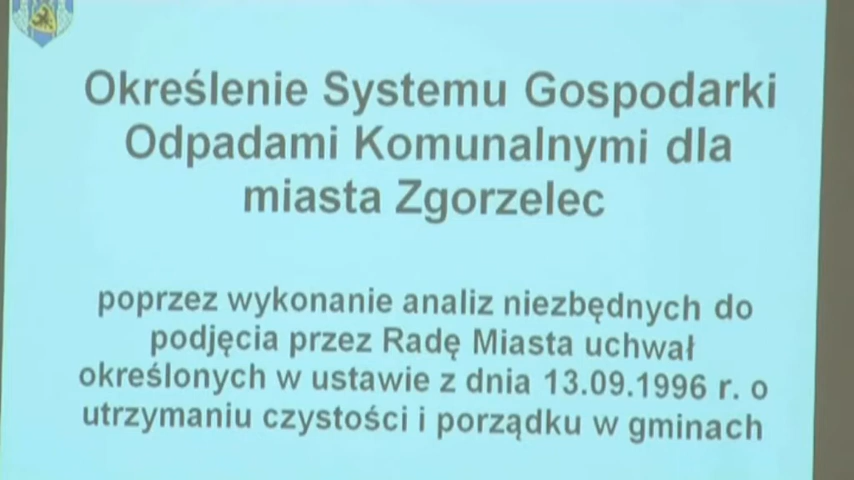 Określenie Systemu Gospodarki
Odpadami Komunalnymi dla
miasta Zgorzelec
poprzez wykonanie analiz niezbędnych do
podjęcia przez Radę Miasta uchwał
określonych w ustawie z dnia 13.09.1996 r. o
utrzymaniu czystości i porządku w gminach